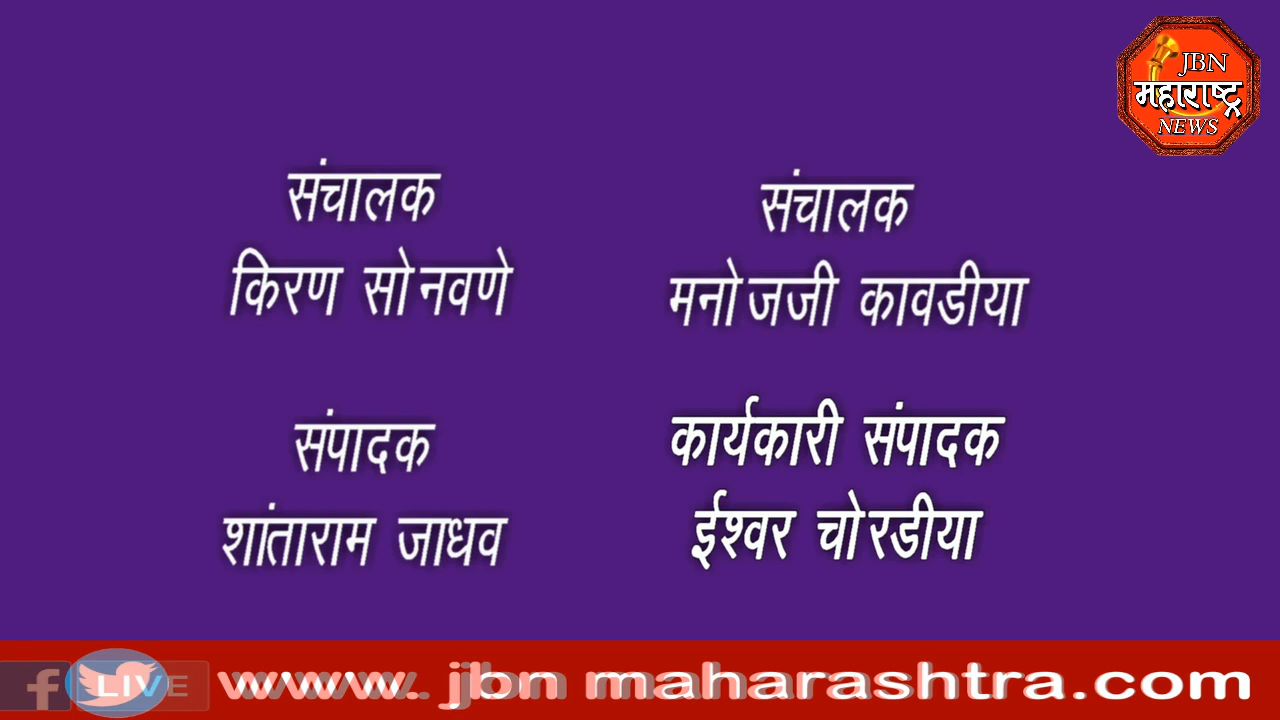 JBN
महाराष्ट्र
NEWS
संचालक
किरण सोनवणे
संचालक
मनोजजी कावडीया
संपादक
शांताराम जाधव
कार्यकारी संपादक
ईश्वर चोरडीया
f LIVE www. jbn maharashtra.com